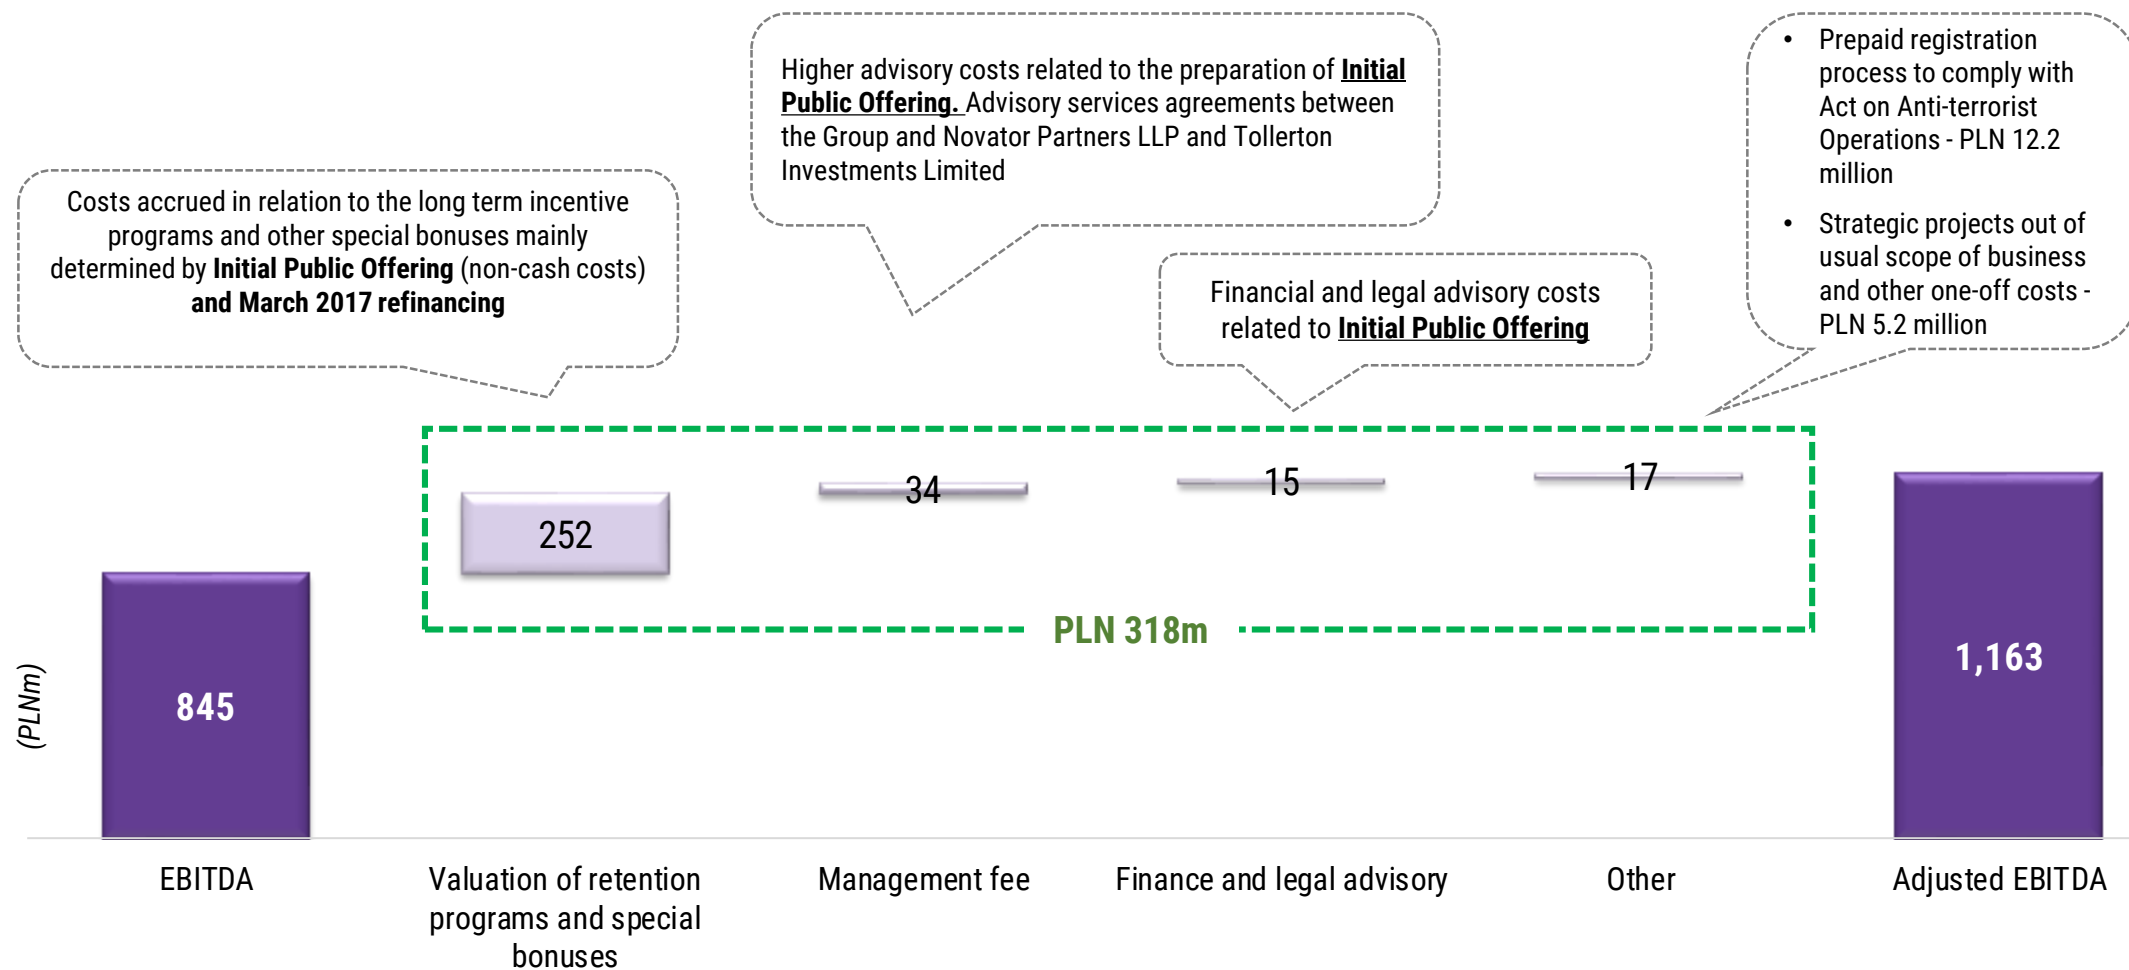 Higher advisory costs related to the preparation of Initial
Public Offering. Advisory services agreements between
the Group and Novator Partners LLP and Tollerton
Investments Limited
• Prepaid registration
process to comply with
Act on Anti-terrorist
Operations - PLN 12.2
million
• Strategic projects out of
usual scope of business
and other one-off costs -
PLN 5.2 million
Costs accrued in relation to the long term incentive
programs and other special bonuses mainly
determined by Initial Public Offering (non-cash costs)
and March 2017 refinancing
Financial and legal advisory costs
related to Initial Public Offering
252
34
15
17
PLN 318m
(PLNm)
845
1,163
EBITDA
Valuation of retention
programs and special
bonuses
Management fee
Finance and legal advisory
Other
Adjusted EBITDA